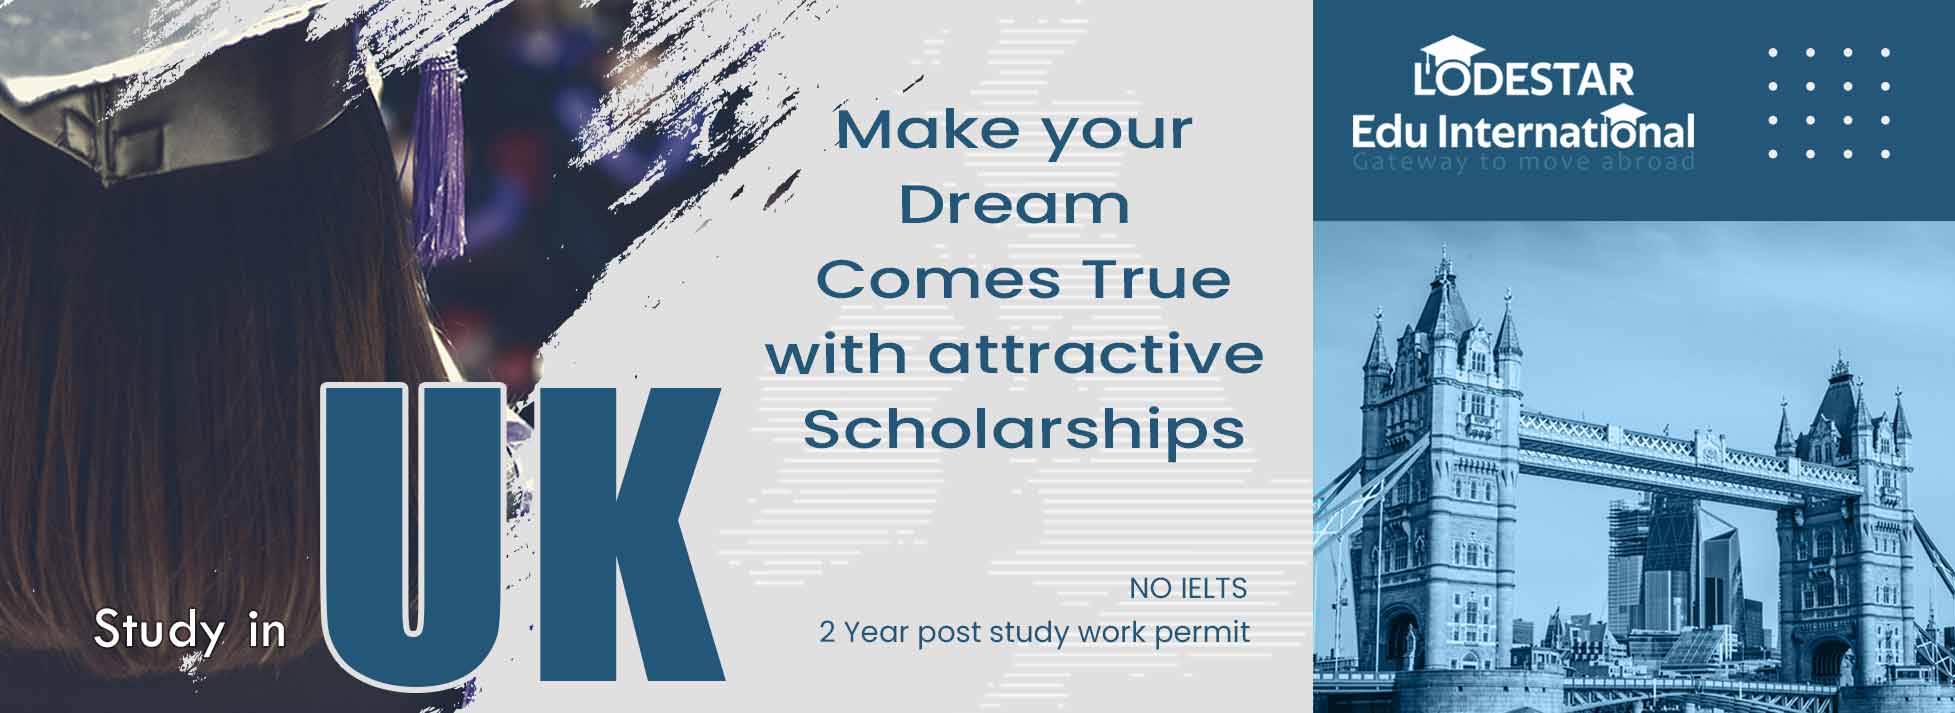 Study in
UK
Make your
Dream
Comes True
with attractive
Scholarships
NO IELTS
2 Year post study work permit
LODESTAR
Edu International
Gateway to move abroad